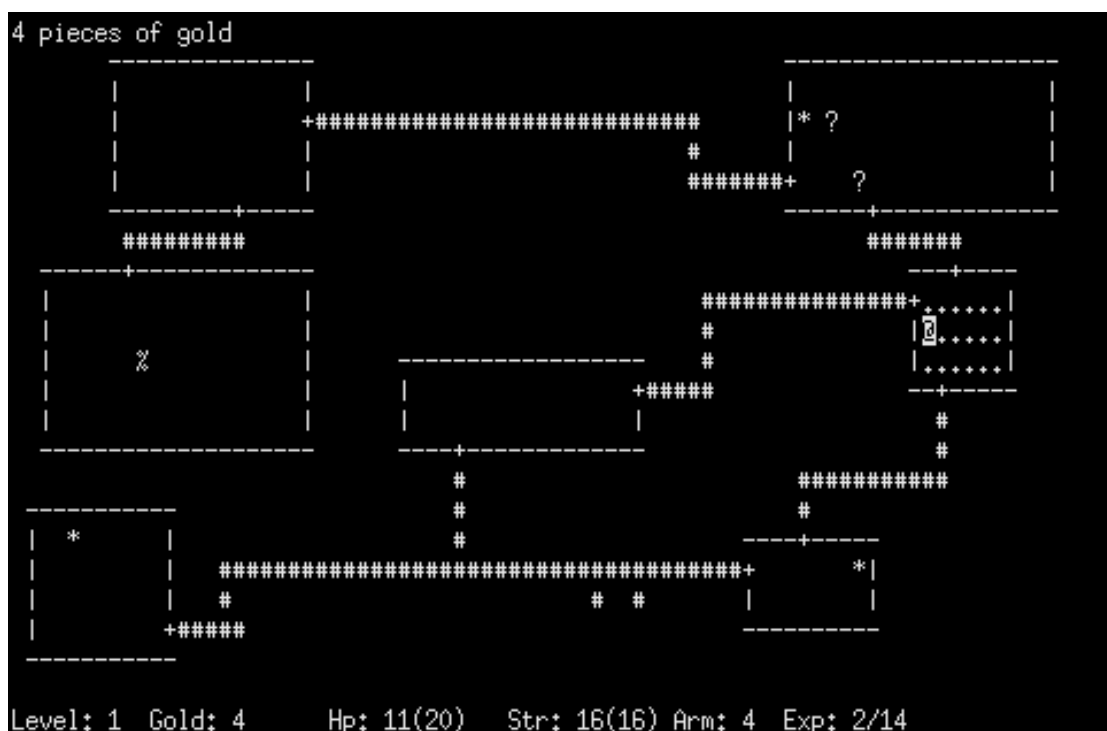 4 pieces of gold
Level: 1 Gold: 4 Hp: 11(20) Str: 16(16) Arm: 4 Exp: 2/14